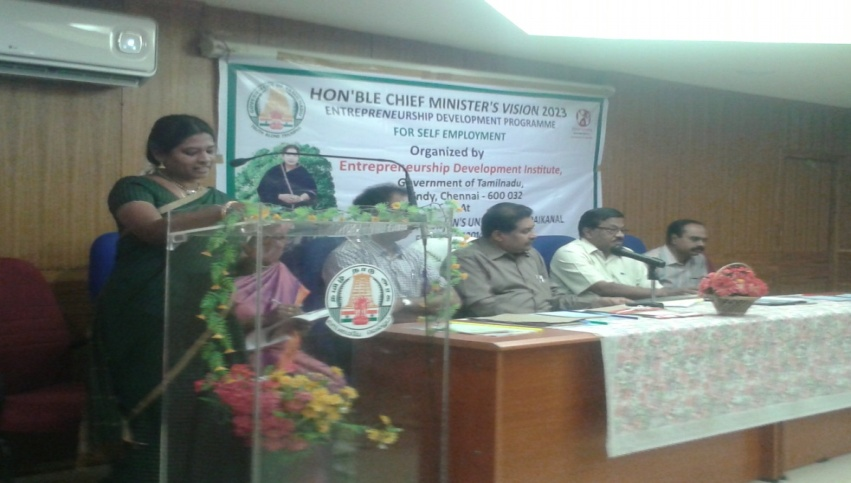 HON'BLE CHIEF MINISTER'S VISION 2023
ENTREPRENEURSHIP DEVELOPMENT PROGRAMME
FOR SELF EMPLOYMENT
Organized by
Entrepreneurship Development Institute,
Government of Tamilnadu,
Chennai - 600 032
At